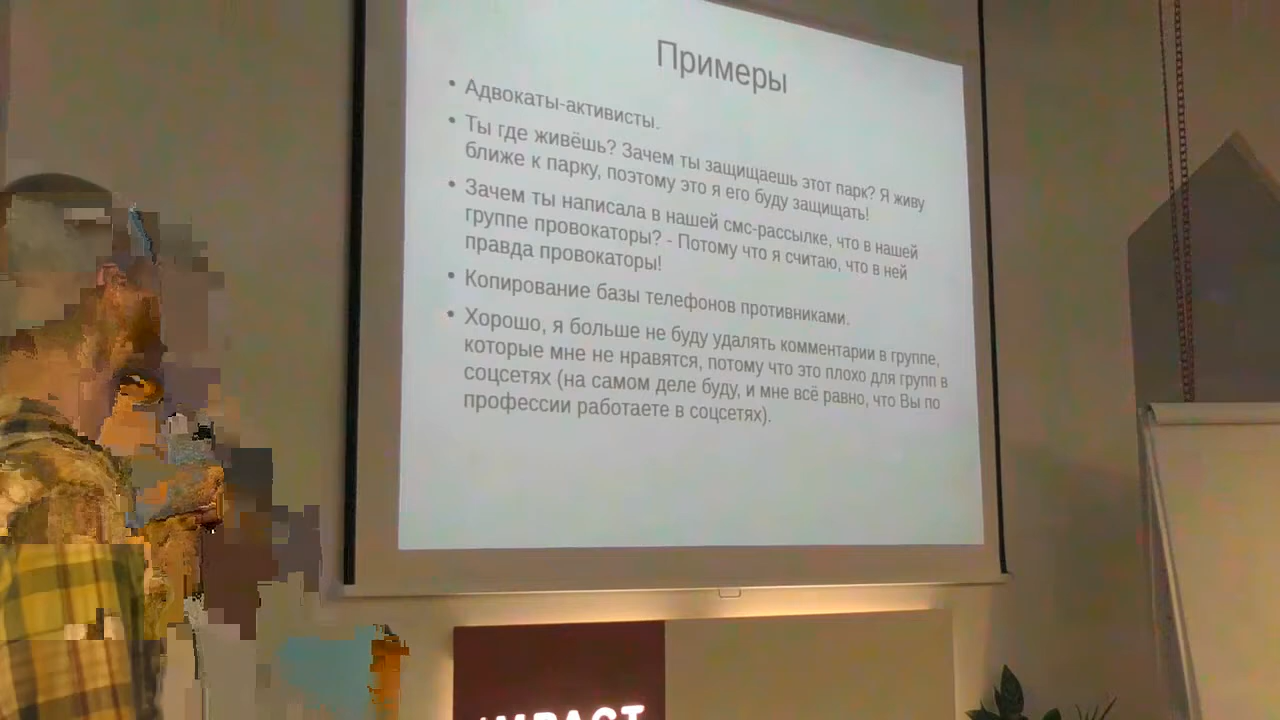 Примеры
• Адвокаты-активисты.
• Ты где живёшь? Зачем ты защищаешь этот парк? Я живу
ближе к парку, поэтому это я его буду защищать!
• Зачем ты написала в нашей смс-рассылке, что в нашей
группе провокаторы? - Потому что я считаю, что в ней
правда провокаторы!
• Копирование базы телефонов противниками.
• Хорошо, я больше не буду удалять комментарии в группе,
которые мне не нравятся, потому что это плохо для групп в
соцсетях (на самом деле буду, и мне всё равно, что Вы по
профессии работаете в соцсетях).
IMPACT